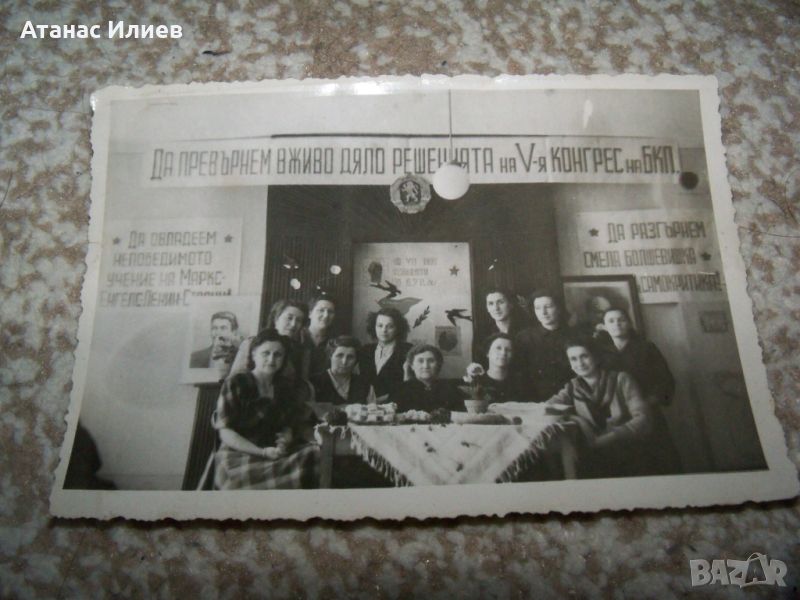 Атанас Илиев
ДА ПРЕВЪРНЕМ В ЖИВО ДЯЛО РЕШЕНИЯТА НА V-Я КОНГРЕС НА БКП.
ДА ОВЛАДЕЕМ
НЕПОБЕДИМОТО
УЧЕНИЕ НА МАРКС-
ЕНГЕЛС-ЛЕНИН-СТАЛИН!
ДА РАЗГЪРНЕМ
СМЕЛА БОЛШЕВИШКА
САМОКРИТИКА!
BAZAR